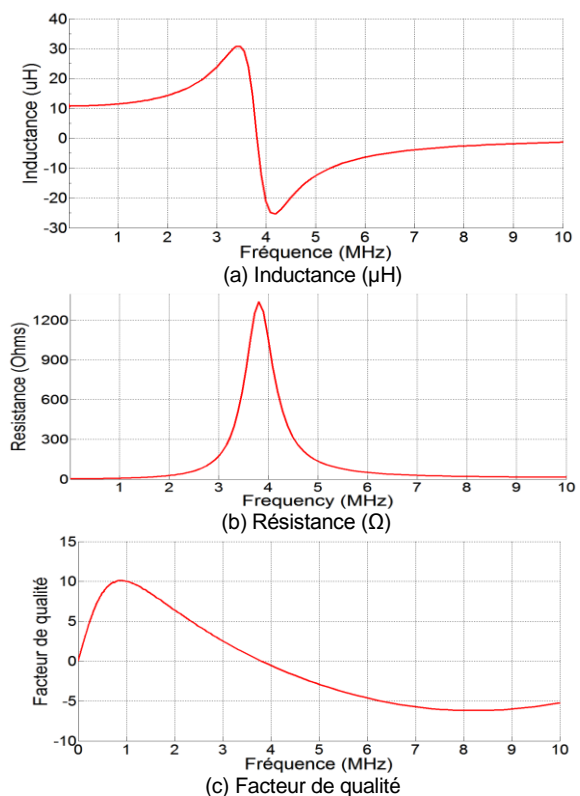 40
30
20
10
0
-10
-20
-30
Inductance (uH)
1 2 3 4 5 6 7 8 9 10
Fréquence (MHz)
(a) Inductance (µH)
1200
900
600
300
0
Resistance (Ohms)
1 2 3 4 5 6 7 8 9 10
Frequency (MHz)
(b) Résistance (Ω)
15
10
5
0
-5
-10
Facteur de qualité
0 1 2 3 4 5 6 7 8 9 10
Fréquence (MHz)
(c) Facteur de qualité